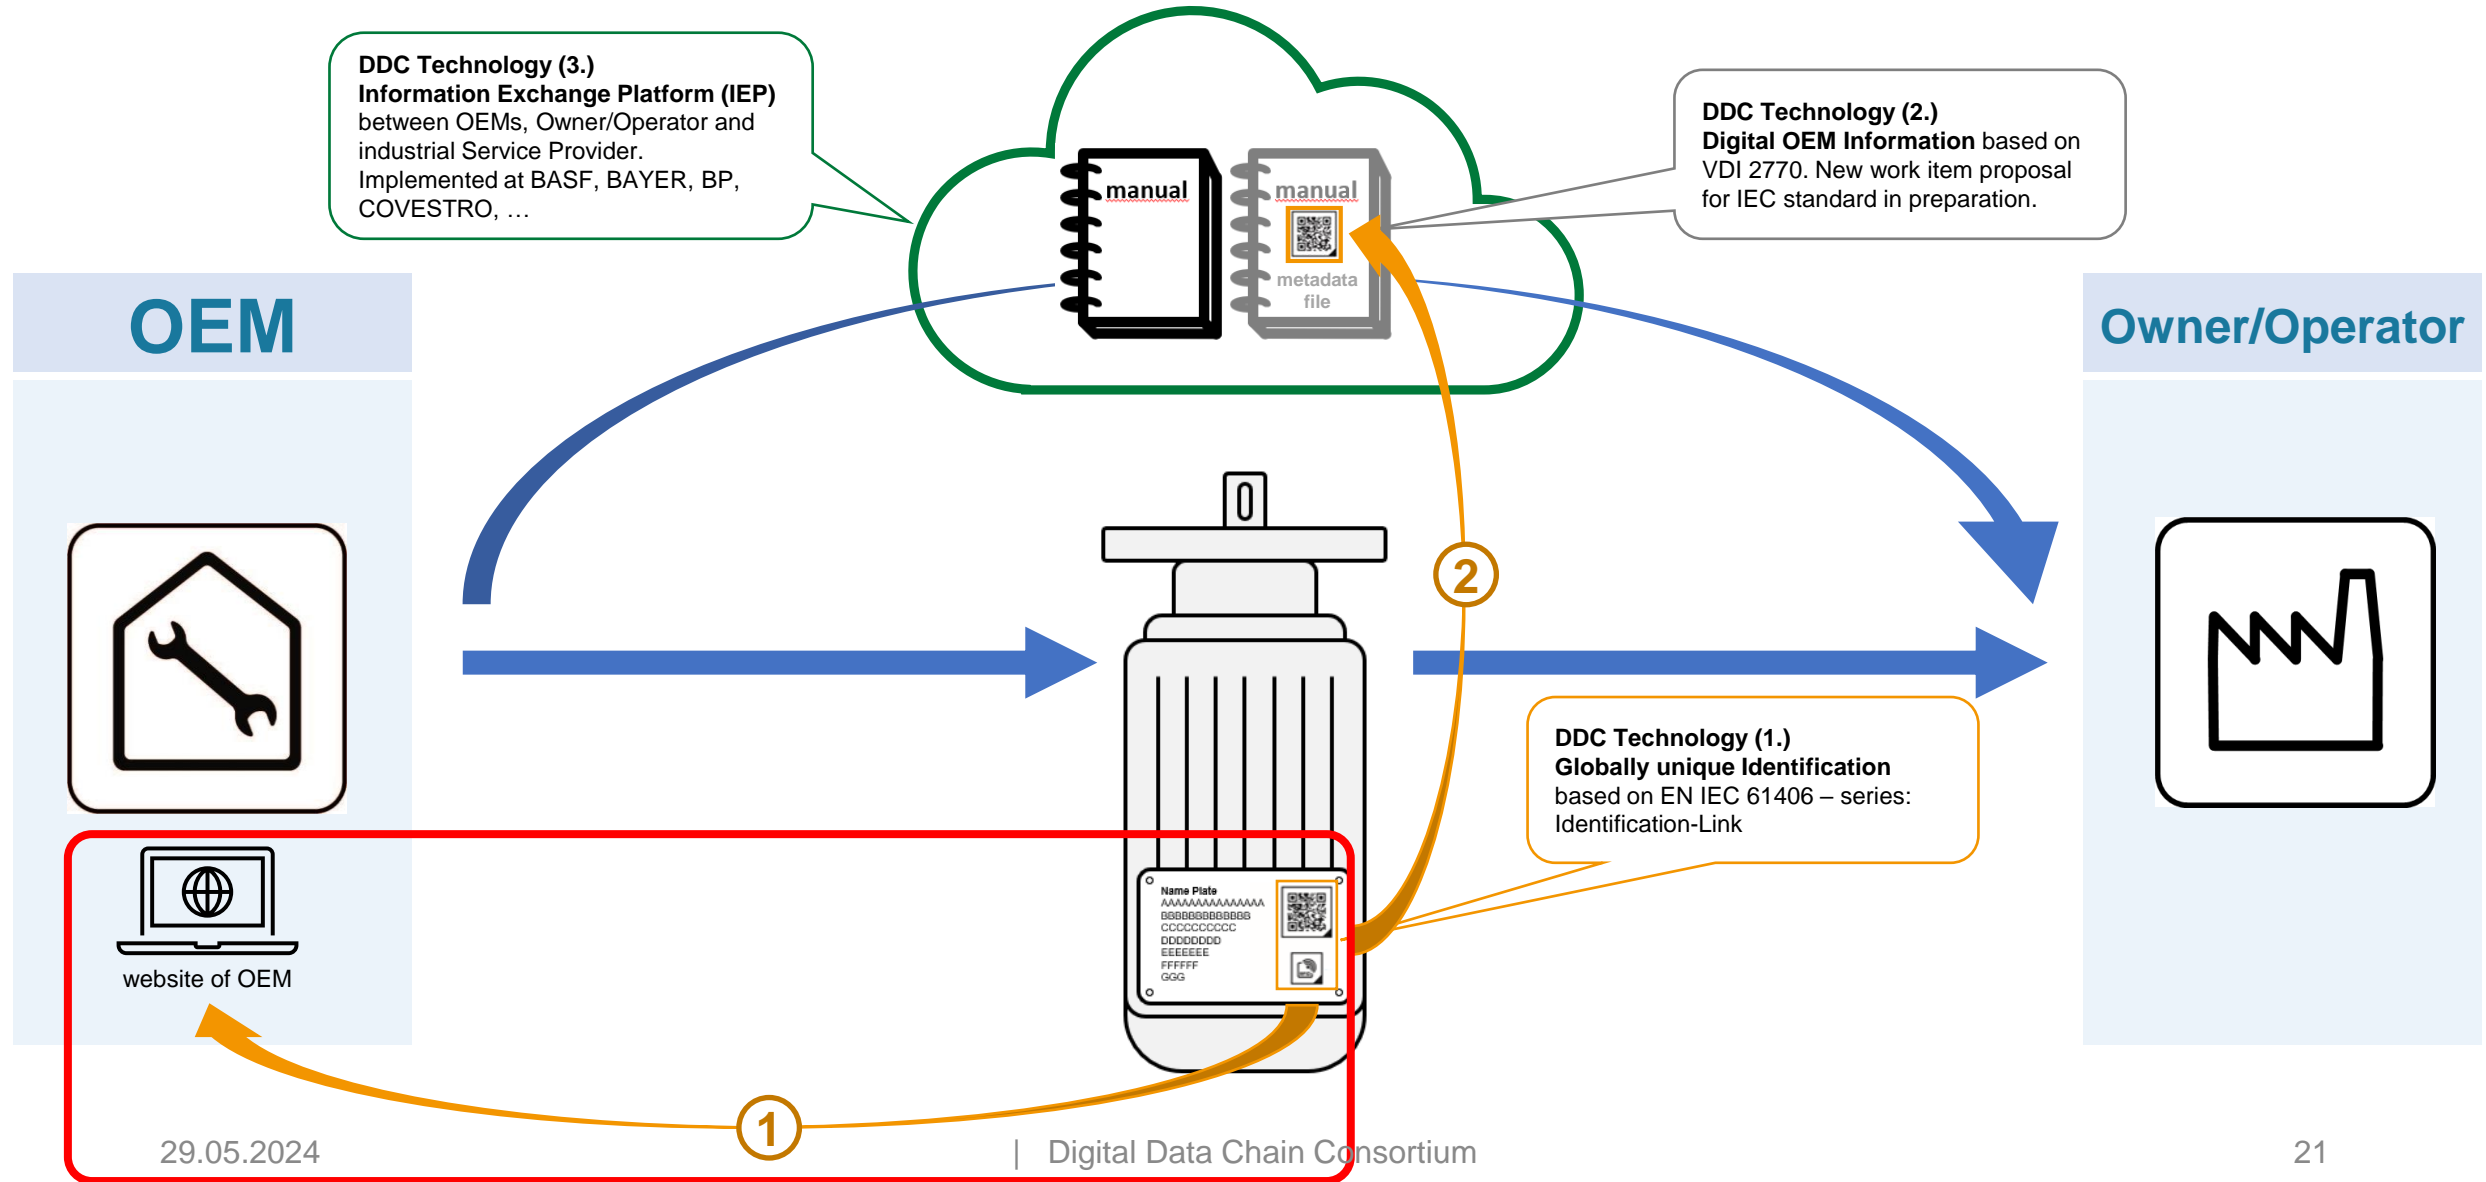 DDC Technology (3.)
Information Exchange Platform (IEP)
between OEMs, Owner/Operator and
industrial Service Provider.
Implemented at BASF, BAYER, BP,
COVESTRO, …
DDC Technology (2.)
Digital OEM Information based on
VDI 2770. New work item proposal
for IEC standard in preparation.
manual
manual
metadata
file
OEM
Owner/Operator
2
DDC Technology (1.)
Globally unique Identification
based on EN IEC 61406 – series:
Identification-Link
website of OEM
Name Plate
AAAAAAAAAAAAAAA
BBBBBBBBBBBBB
CCCCCCCCCC
DDDDDDDD
EEEEEEE
FFFFFF
GGG
1
29.05.2024
| Digital Data Chain Consortium
21